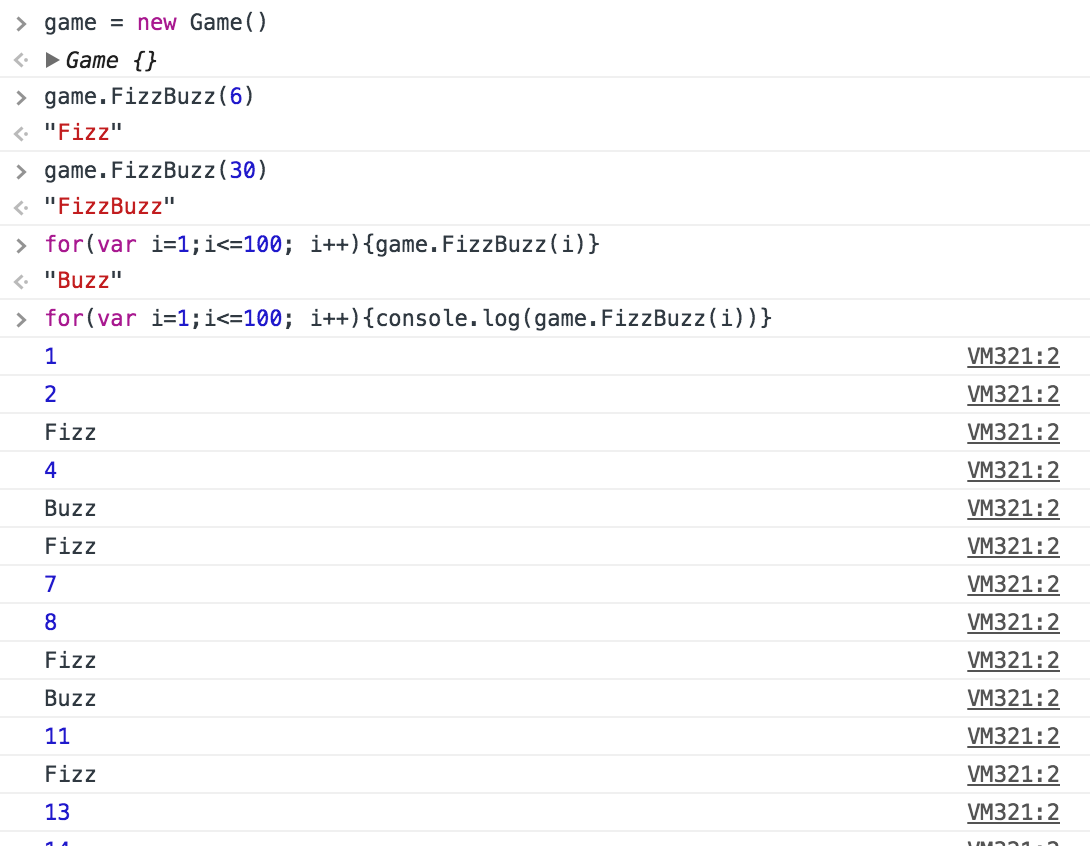 > game = new Game()
<· ▶Game {}
> game.FizzBuzz(6)
<· "Fizz"
> game.FizzBuzz(30)
<· "FizzBuzz"
> for(var i=1;i<=100; i++){game.FizzBuzz(i)}
<· "Buzz"
> for(var i=1;i<=100; i++){console.log(game.FizzBuzz(i))}
1 VM321:2
2 VM321:2
Fizz VM321:2
4 VM321:2
Buzz VM321:2
Fizz VM321:2
7 VM321:2
8 VM321:2
Fizz VM321:2
Buzz VM321:2
11 VM321:2
Fizz VM321:2
13 VM321:2